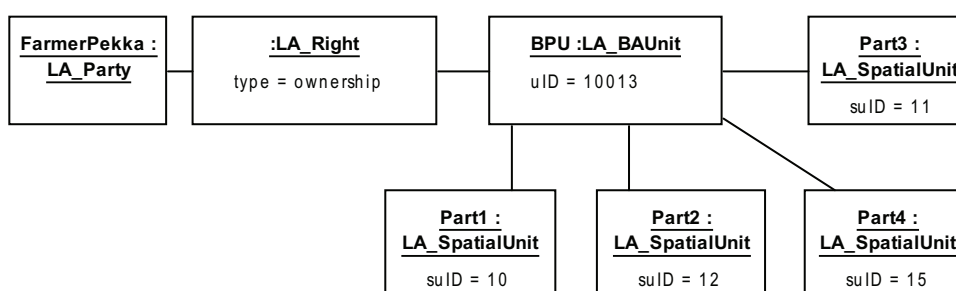 FarmerPekka :
LA_Party
:LA_Right
type = ownership
BPU :LA_BAUnit
uID = 10013
Part3 :
LA_SpatialUnit
suID = 11
Part1 :
LA_SpatialUnit
suID = 10
Part2 :
LA_SpatialUnit
suID = 12
Part4 :
LA_SpatialUnit
suID = 15